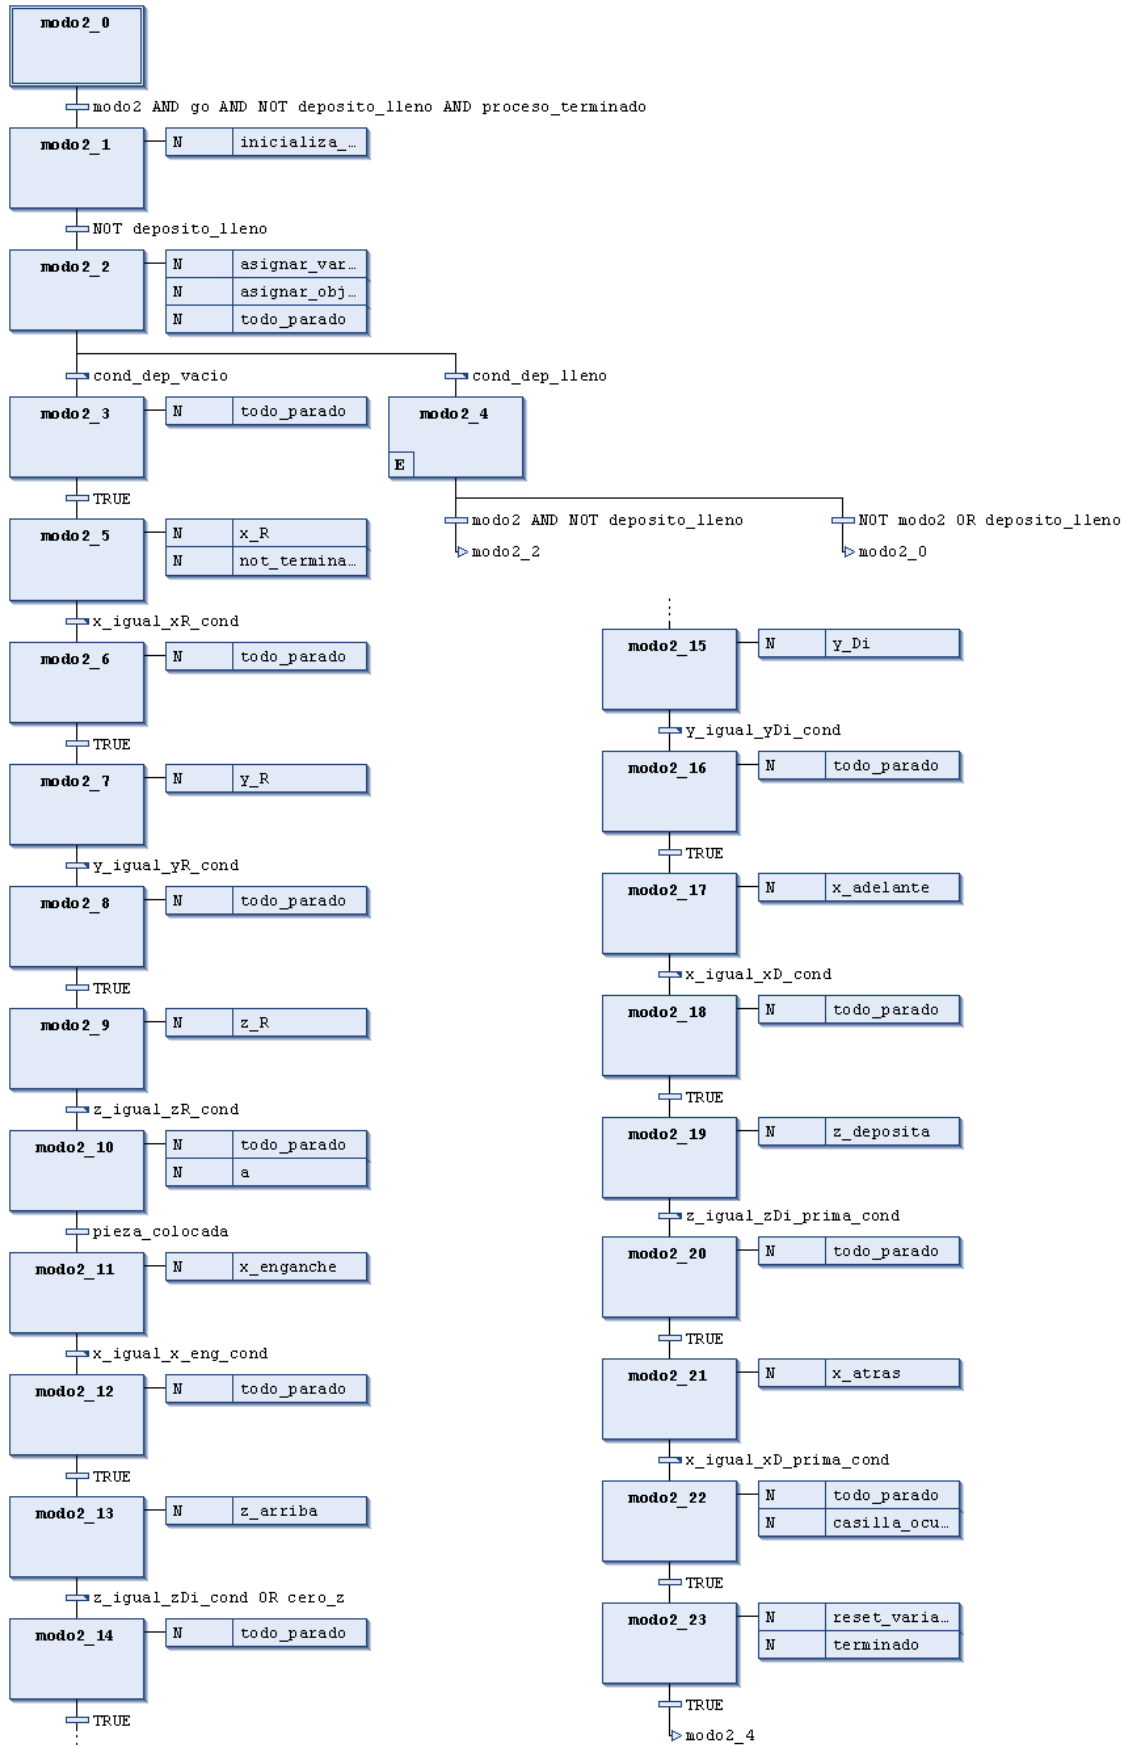 modo2_0
modo2 AND go AND NOT deposito_lleno AND proceso_terminado
modo2_1
N inicializa_…
NOT deposito_lleno
modo2_2
N asignar_var…
N asignar_obj…
N todo_parado
cond_dep_vacio
cond_dep_lleno
modo2_3
N todo_parado
modo2_4
E
TRUE
modo2 AND NOT deposito_lleno
NOT modo2 OR deposito_lleno
modo2_2
modo2_0
modo2_5
N x_R
N not_termina…
x_igual_xR_cond
modo2_6
N todo_parado
TRUE
modo2_7
N y_R
y_igual_yR_cond
modo2_8
N todo_parado
TRUE
modo2_9
N z_R
z_igual_zR_cond
modo2_10
N todo_parado
N a
pieza_colocada
modo2_11
N x_enganche
x_igual_x_eng_cond
modo2_12
N todo_parado
TRUE
modo2_13
N z_arriba
z_igual_zDi_cond OR cero_z
modo2_14
N todo_parado
TRUE
modo2_15
N y_Di
y_igual_yDi_cond
modo2_16
N todo_parado
TRUE
modo2_17
N x_adelante
x_igual_xD_cond
modo2_18
N todo_parado
TRUE
modo2_19
N z_deposita
z_igual_zDi_prima_cond
modo2_20
N todo_parado
TRUE
modo2_21
N x_atras
x_igual_xD_prima_cond
modo2_22
N todo_parado
N casilla_ocu…
TRUE
modo2_23
N reset_varia…
N terminado
TRUE
modo2_4